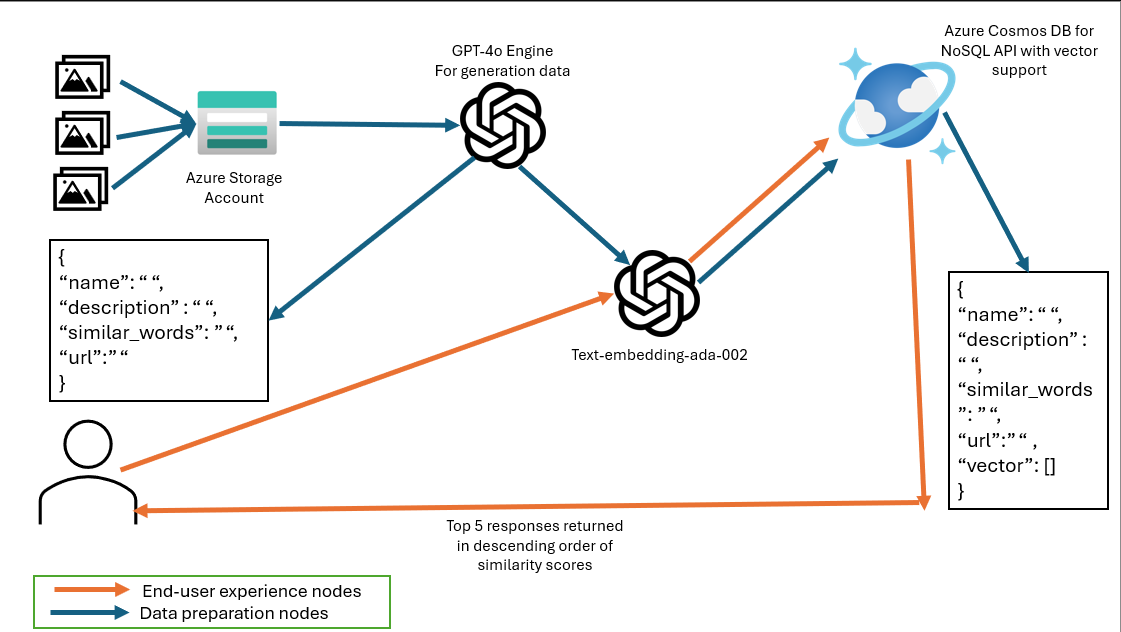 GPT-4o Engine
For generation data
Azure Cosmos DB for
NoSQL API with vector
support
Azure Storage
Account
{
“name”: “ “,
“description” : “ “,
“similar_words”: ” “,
“url”:” “
}
Text-embedding-ada-002
{
“name”: “ “,
“description” :
“ “,
“similar_words
”: ” “,
“url”:” “ ,
“vector”: []
}
Top 5 responses returned
in descending order of
similarity scores
End-user experience nodes
Data preparation nodes